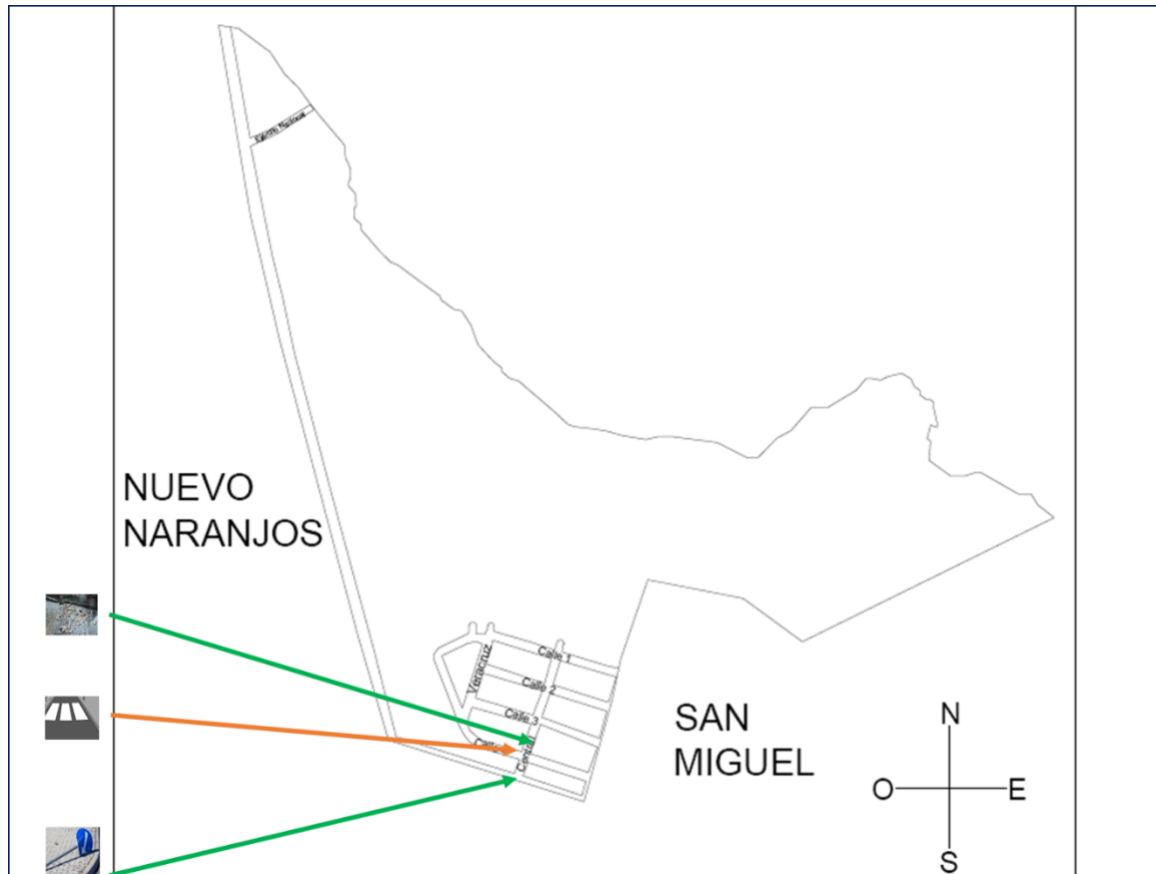 NUEVO
NARANJOS
Calle 1
Veracruz
Calle 2
Calle 3
SAN
MIGUEL
N
O
E
S